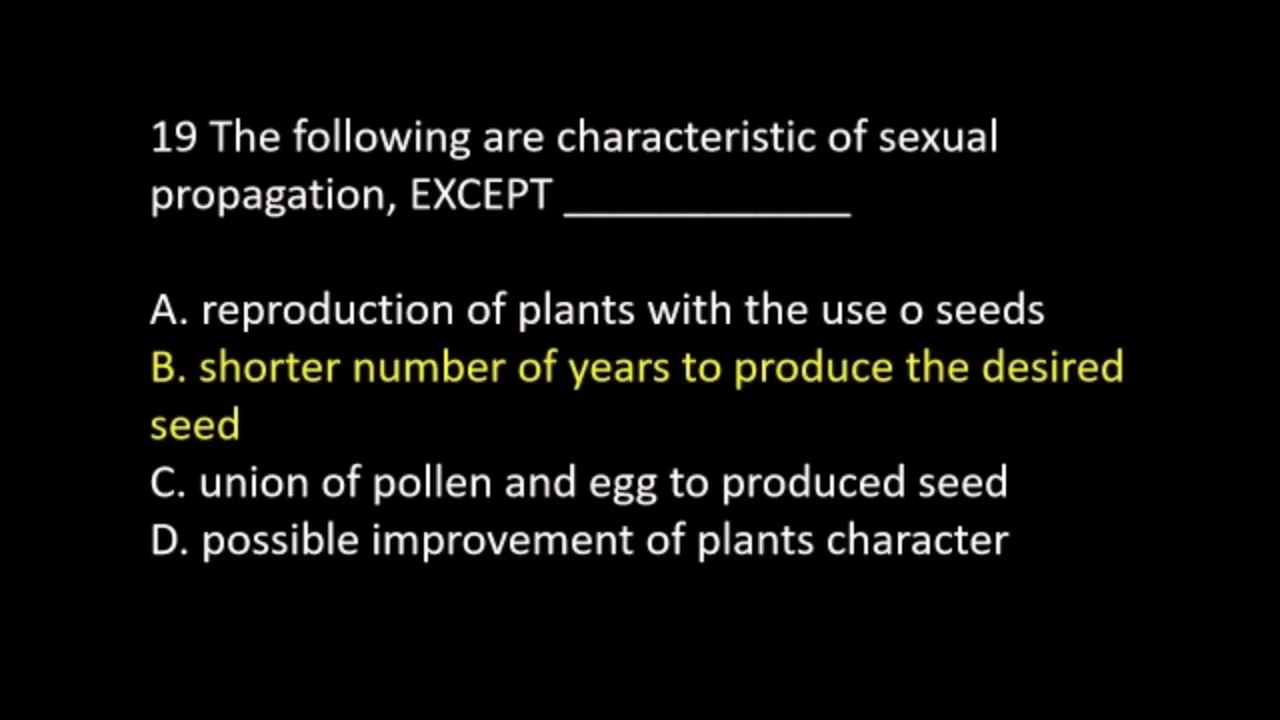 19 The following are characteristic of sexual
propagation, EXCEPT _____________
A. reproduction of plants with the use o seeds
B. shorter number of years to produce the desired
seed
C. union of pollen and egg to produced seed
D. possible improvement of plants character